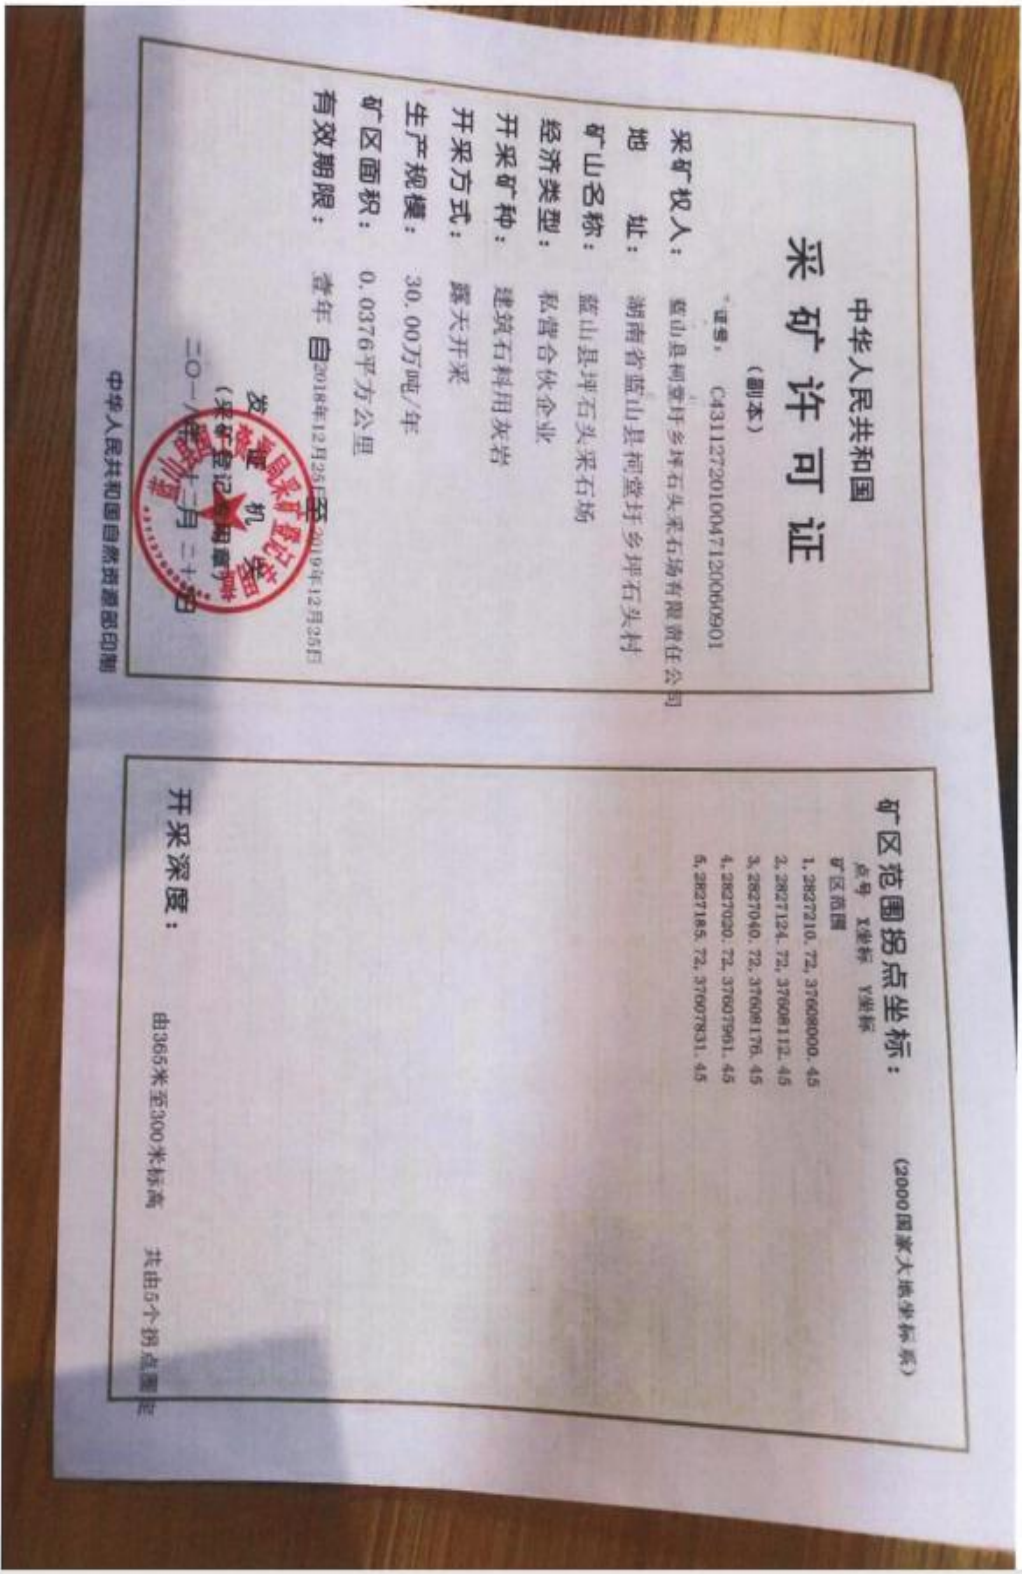 中华人民共和国
采矿许可证
(副本)
证号: C4311272010047120060901
采矿权人: 蓝山县祠堂圩乡坪石头采石场有限责任公司
地 址: 湖南省蓝山县祠堂圩乡坪石头村
矿山名称: 蓝山县坪石头采石场
经济类型: 私营合伙企业
开采矿种: 建筑石料用灰岩
开采方式: 露天开采
生产规模: 30.00万吨/年
矿区面积: 0.0376平方公里
有效期限: 壹年 自2018年12月25日至2019年12月25日
发证机关
(采矿登记专用章)
二〇一八年十二月二十日
中华人民共和国自然资源部印制
矿区范围拐点坐标: (2000国家大地坐标系)
点号 X坐标 Y坐标
矿区范围
1, 2827210.72, 37608000.45
2, 2827124.72, 37608112.45
3, 2827040.72, 37608176.45
4, 2827020.72, 37607961.45
5, 2827185.72, 37607831.45
开采深度: 由365米至300米标高 共由5个拐点圈定